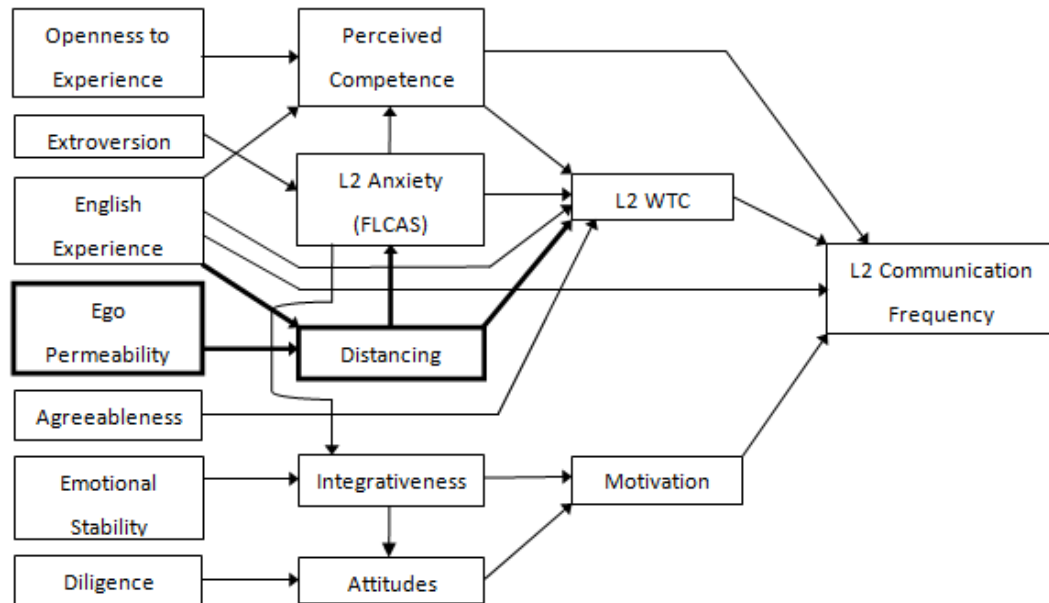 Openness to
Experience
Perceived
Competence
Extroversion
L2 Anxiety
(FLCAS)
English
Experience
L2 WTC
L2 Communication
Frequency
Ego
Permeability
Distancing
Agreeableness
Emotional
Stability
Integrativeness
Motivation
Diligence
Attitudes